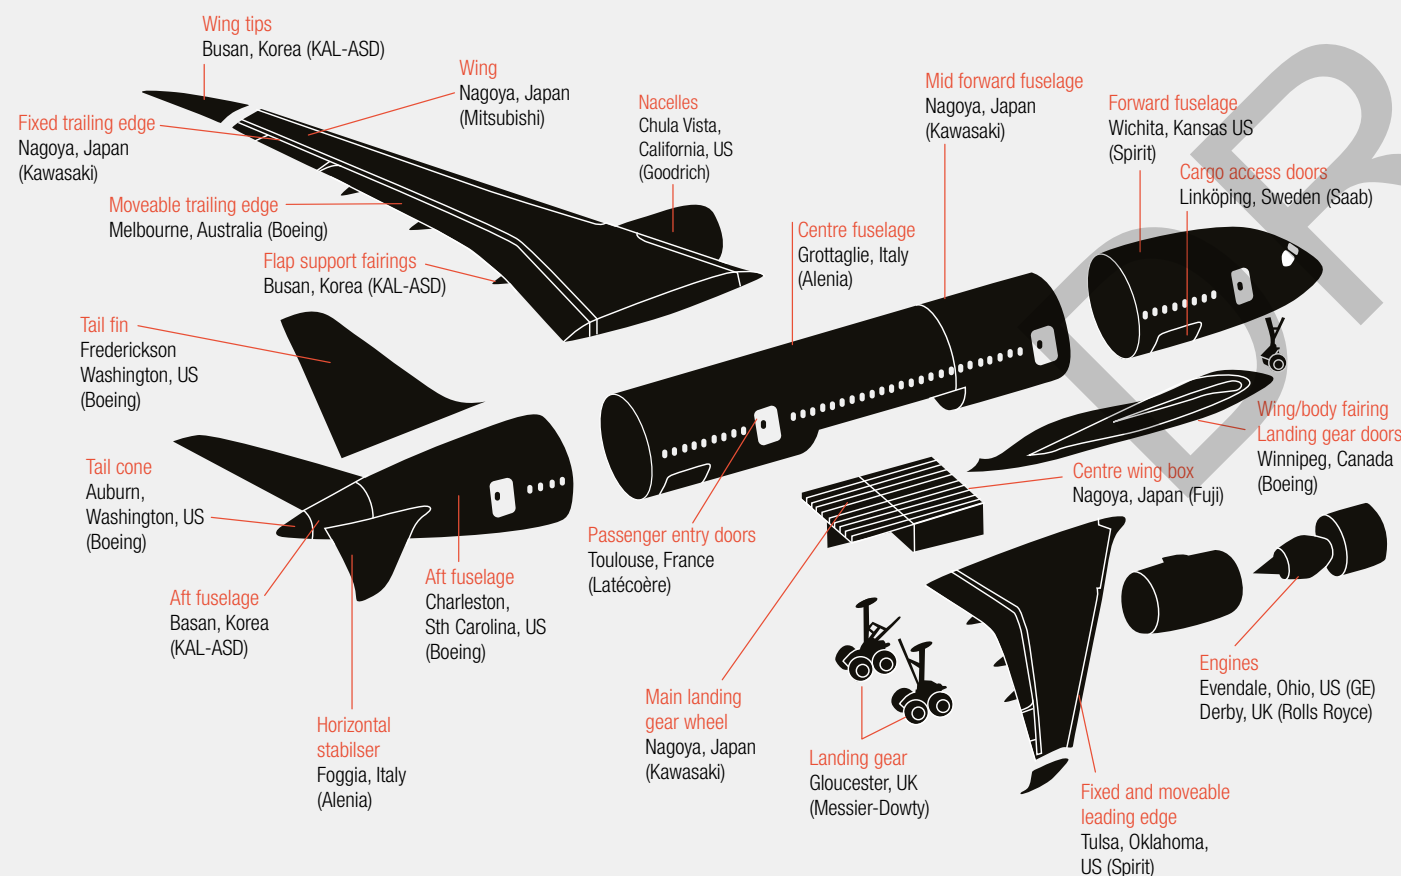 Wing tips
Busan, Korea (KAL-ASD)
Wing
Nagoya, Japan
(Mitsubishi)
Nacelles
Chula Vista,
California, US
(Goodrich)
Mid forward fuselage
Nagoya, Japan
(Kawasaki)
Forward fuselage
Wichita, Kansas US
(Spirit)
Cargo access doors
Linköping, Sweden (Saab)
Fixed trailing edge
Nagoya, Japan
(Kawasaki)
Moveable trailing edge
Melbourne, Australia (Boeing)
Flap support fairings
Busan, Korea (KAL-ASD)
Centre fuselage
Grottaglie, Italy
(Alenia)
Tail fin
Frederickson
Washington, US
(Boeing)
Tail cone
Auburn,
Washington, US
(Boeing)
Wing/body fairing
Landing gear doors
Winnipeg, Canada
(Boeing)
Centre wing box
Nagoya, Japan (Fuji)
Passenger entry doors
Toulouse, France
(Latécoère)
Aft fuselage
Basan, Korea
(KAL-ASD)
Aft fuselage
Charleston,
Sth Carolina, US
(Boeing)
Horizontal
stabilser
Foggia, Italy
(Alenia)
Main landing
gear wheel
Nagoya, Japan
(Kawasaki)
Landing gear
Gloucester, UK
(Messier-Dowty)
Engines
Evendale, Ohio, US (GE)
Derby, UK (Rolls Royce)
Fixed and moveable
leading edge
Tulsa, Oklahoma,
US (Spirit)
DR